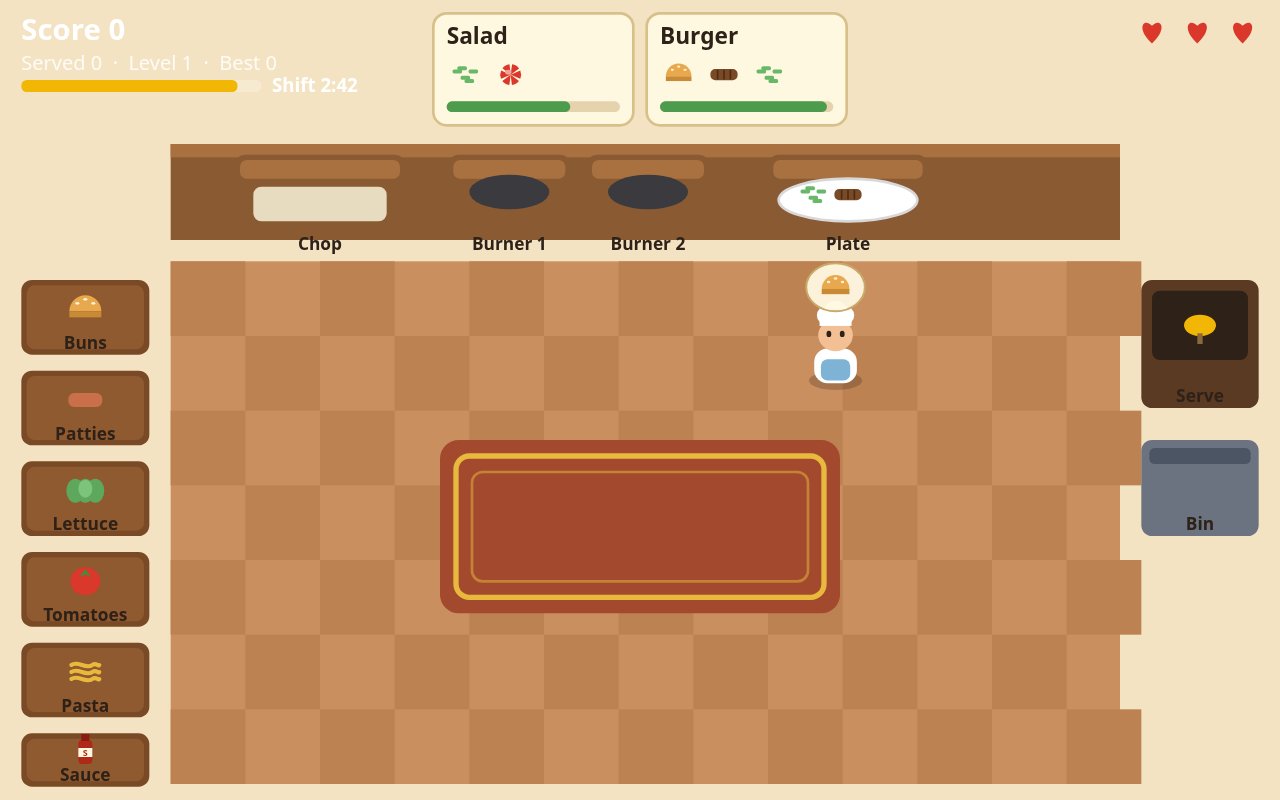 Score 0
Served 0 · Level 1 · Best 0
Shift 2:42
Salad
Burger
Chop
Burner 1
Burner 2
Plate
Buns
Patties
Lettuce
Tomatoes
Pasta
S
Sauce
Serve
Bin